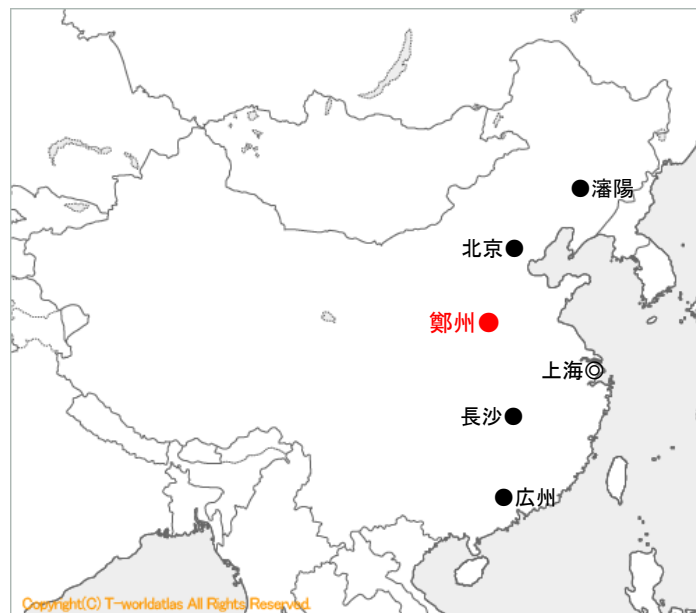 瀋陽
北京
鄭州
上海
長沙
広州
Copyright(C) T-worldatlas All Rights Reserved.